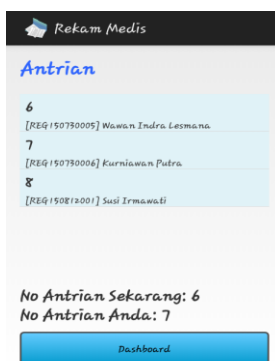 Rekam Medis
Antrian
6
[REG150730005] Wawan Indra Lesmana
7
[REG150730006] Kurniawan Putra
8
[REG150812001] Susi Irmawati
No Antrian Sekarang: 6
No Antrian Anda: 7
Dashboard